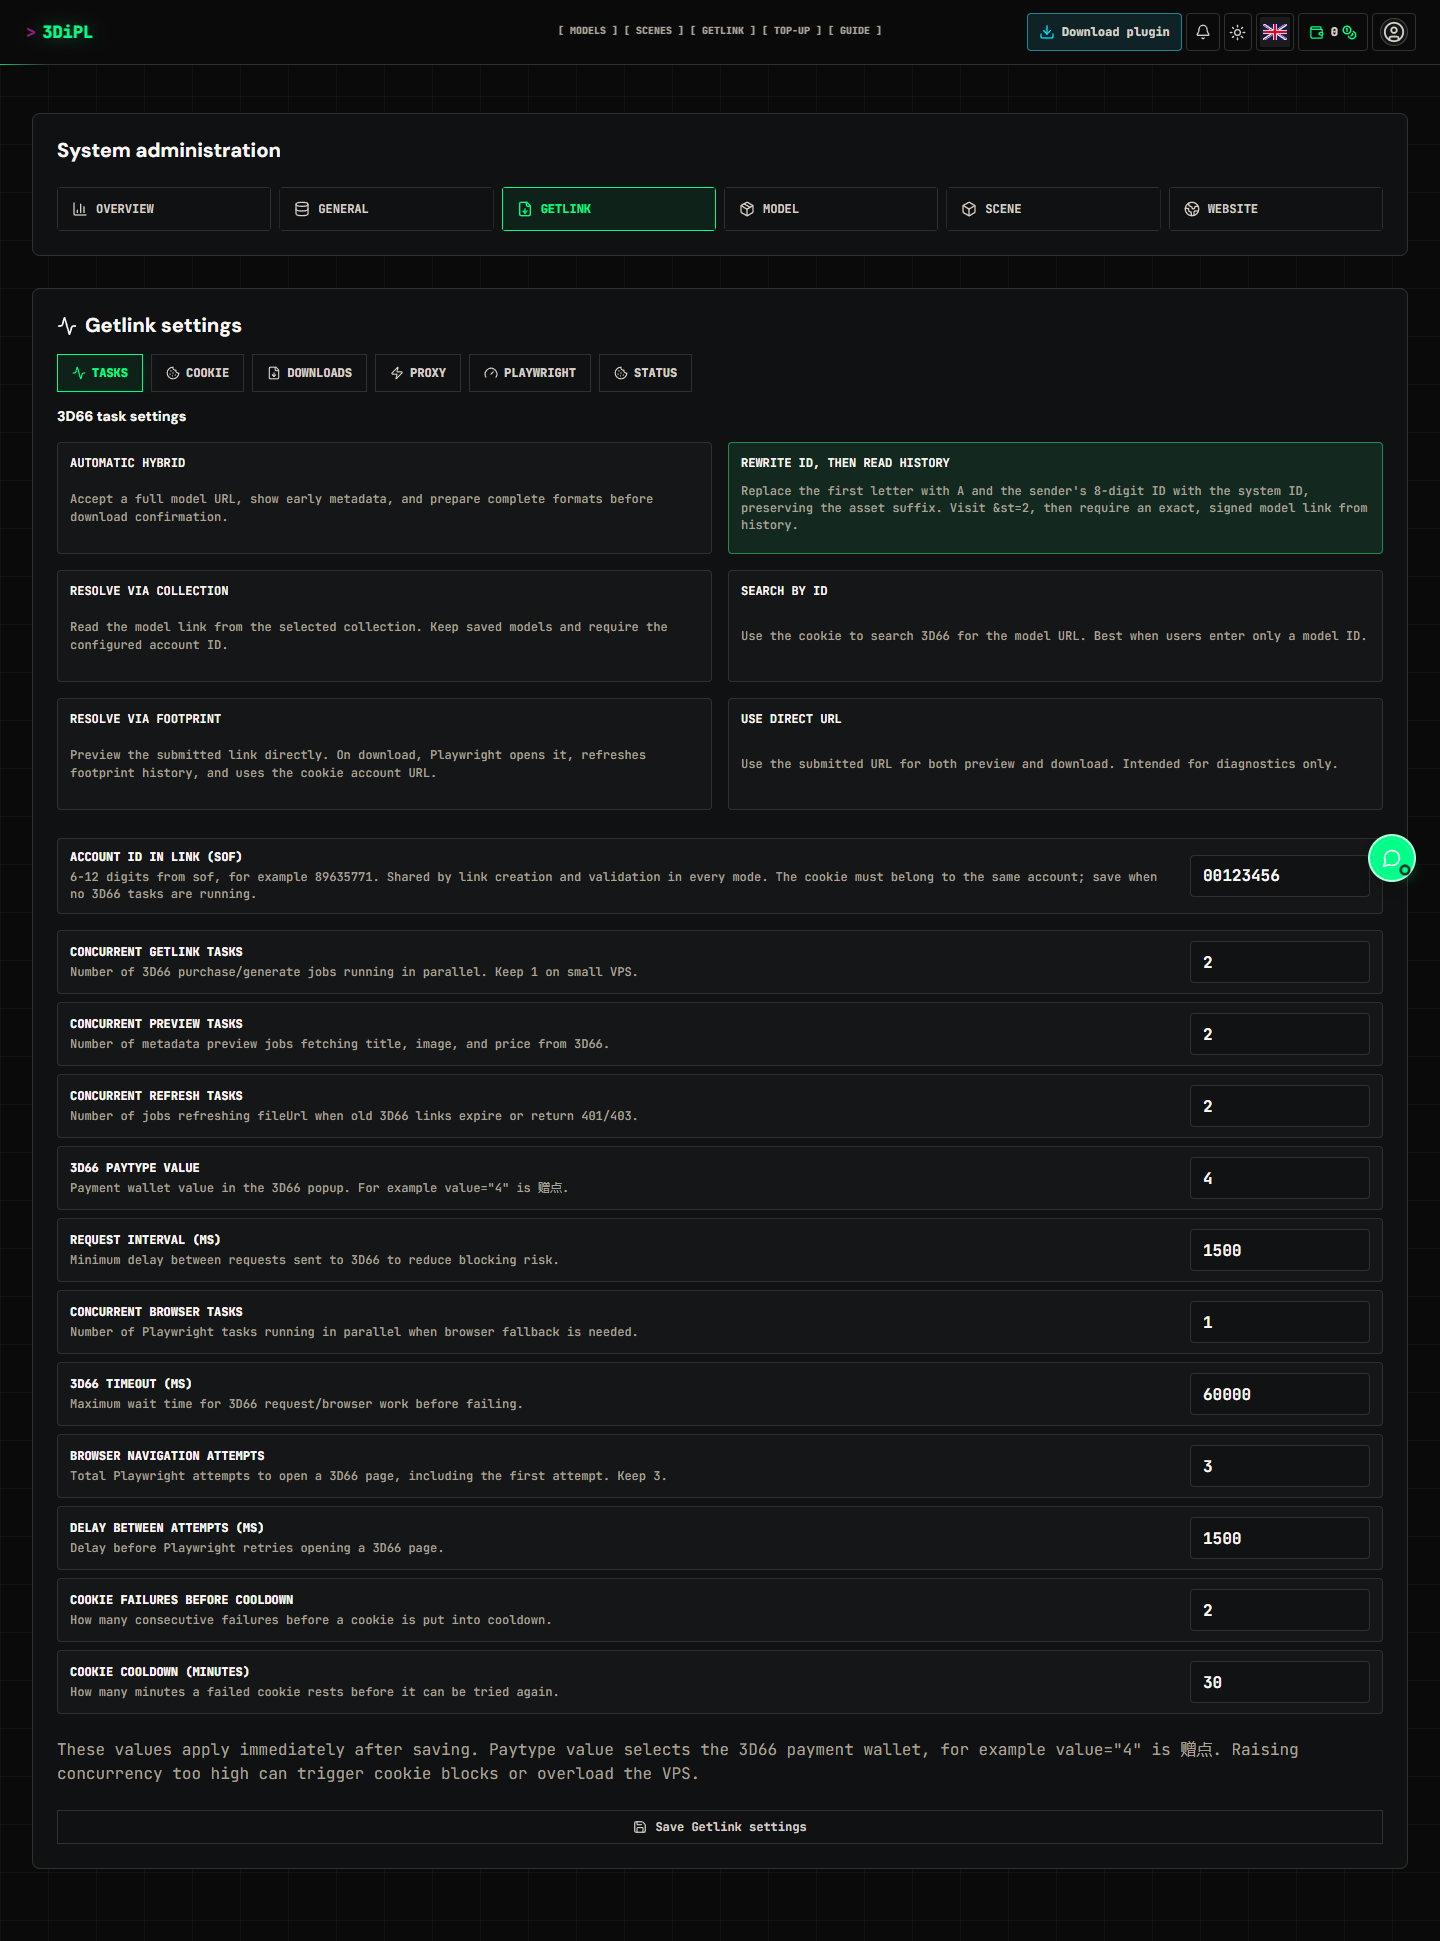 > 3DiPL
[ MODELS ] [ SCENES ] [ GETLINK ] [ TOP-UP ] [ GUIDE ]
Download plugin
0
System administration
OVERVIEW
GENERAL
GETLINK
MODEL
SCENE
WEBSITE
Getlink settings
TASKS
COOKIE
DOWNLOADS
PROXY
PLAYWRIGHT
STATUS
3D66 task settings
AUTOMATIC HYBRID
Accept a full model URL, show early metadata, and prepare complete formats before
download confirmation.
REWRITE ID, THEN READ HISTORY
Replace the first letter with A and the sender's 8-digit ID with the system ID,
preserving the asset suffix. Visit &st=2, then require an exact, signed model link from
history.
RESOLVE VIA COLLECTION
Read the model link from the selected collection. Keep saved models and require the
configured account ID.
SEARCH BY ID
Use the cookie to search 3D66 for the model URL. Best when users enter only a model ID.
RESOLVE VIA FOOTPRINT
Preview the submitted link directly. On download, Playwright opens it, refreshes
footprint history, and uses the cookie account URL.
USE DIRECT URL
Use the submitted URL for both preview and download. Intended for diagnostics only.
ACCOUNT ID IN LINK (SOF)
6-12 digits from sof, for example 89635771. Shared by link creation and validation in every mode. The cookie must belong to the same account; save when
no 3D66 tasks are running.
00123456
CONCURRENT GETLINK TASKS
Number of 3D66 purchase/generate jobs running in parallel. Keep 1 on small VPS.
2
CONCURRENT PREVIEW TASKS
Number of metadata preview jobs fetching title, image, and price from 3D66.
2
CONCURRENT REFRESH TASKS
Number of jobs refreshing fileUrl when old 3D66 links expire or return 401/403.
2
3D66 PAYTYPE VALUE
Payment wallet value in the 3D66 popup. For example value="4" is 赠点.
4
REQUEST INTERVAL (MS)
Minimum delay between requests sent to 3D66 to reduce blocking risk.
1500
CONCURRENT BROWSER TASKS
Number of Playwright tasks running in parallel when browser fallback is needed.
1
3D66 TIMEOUT (MS)
Maximum wait time for 3D66 request/browser work before failing.
60000
BROWSER NAVIGATION ATTEMPTS
Total Playwright attempts to open a 3D66 page, including the first attempt. Keep 3.
3
DELAY BETWEEN ATTEMPTS (MS)
Delay before Playwright retries opening a 3D66 page.
1500
COOKIE FAILURES BEFORE COOLDOWN
How many consecutive failures before a cookie is put into cooldown.
2
COOKIE COOLDOWN (MINUTES)
How many minutes a failed cookie rests before it can be tried again.
30
These values apply immediately after saving. Paytype value selects the 3D66 payment wallet, for example value="4" is 赠点. Raising
concurrency too high can trigger cookie blocks or overload the VPS.
Save Getlink settings